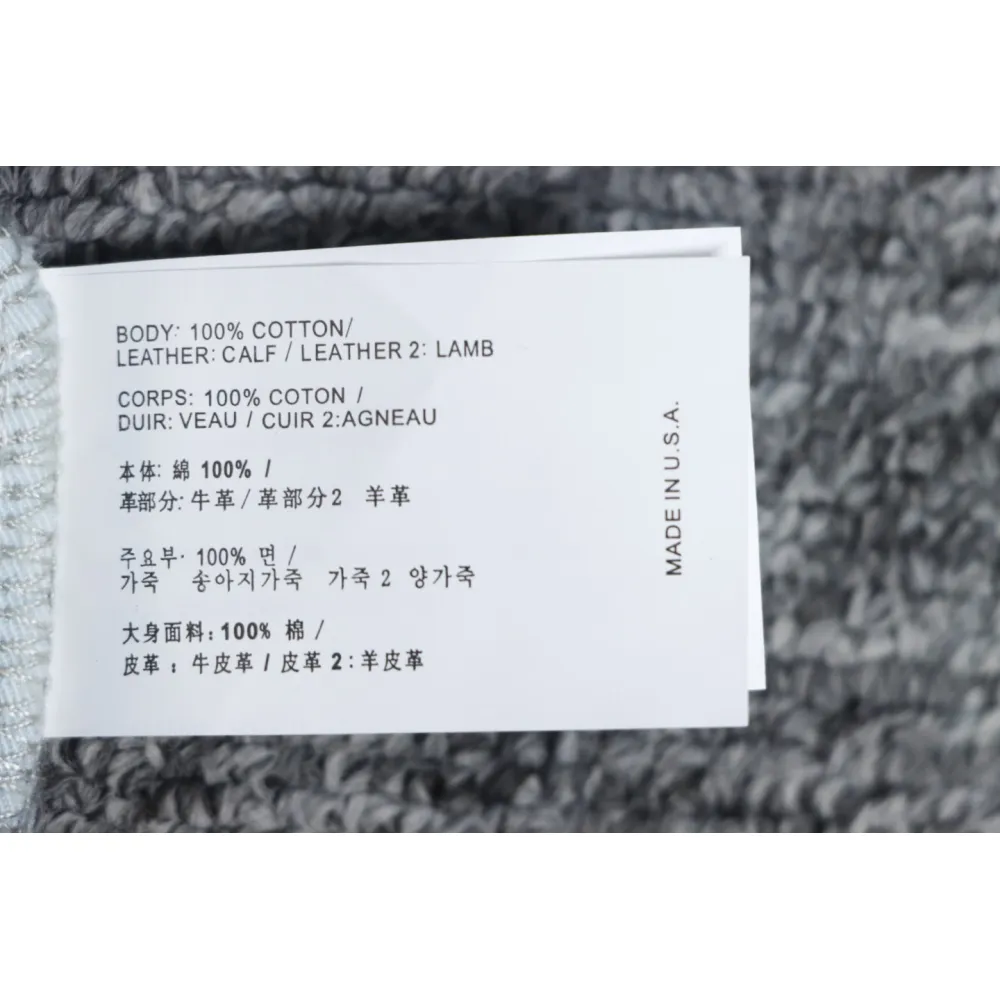 BODY: 100% COTTON/
LEATHER: CALF / LEATHER 2: LAMB
CORPS: 100% COTON /
DUIR: VEAU / CUIR 2:AGNEAU
本体: 綿 100% /
革部分: 牛革 / 革部分2 羊革
주요부· 100% 면 /
가죽 송아지가죽 가죽 2 양가죽
大身面料: 100% 棉 /
皮革 : 牛皮革 / 皮革 2 : 羊皮革
MADE IN U.S.A.